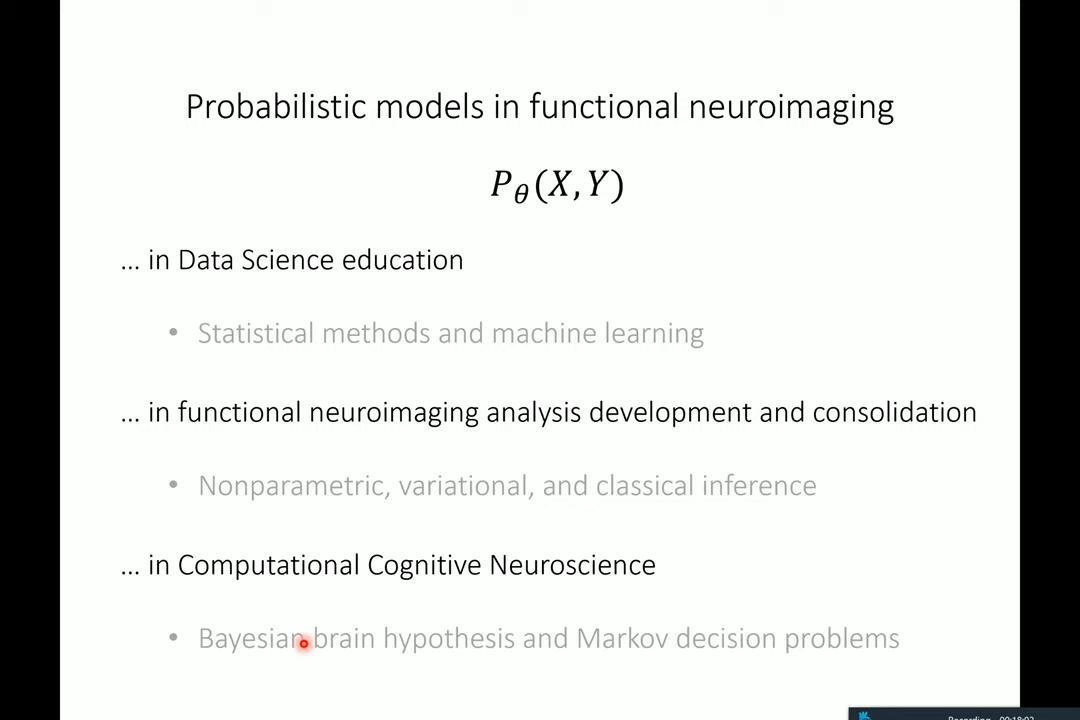 Probabilistic models in functional neuroimaging
P_θ(X, Y)
... in Data Science education
• Statistical methods and machine learning
... in functional neuroimaging analysis development and consolidation
• Nonparametric, variational, and classical inference
... in Computational Cognitive Neuroscience
• Bayesian brain hypothesis and Markov decision problems